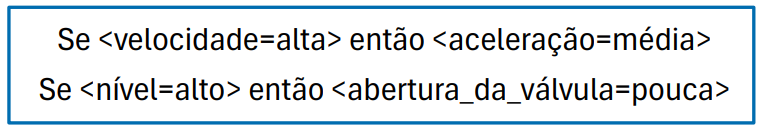 Se <velocidade=alta> então <aceleração=média>
Se <nível=alto> então <abertura_da_válvula=pouca>